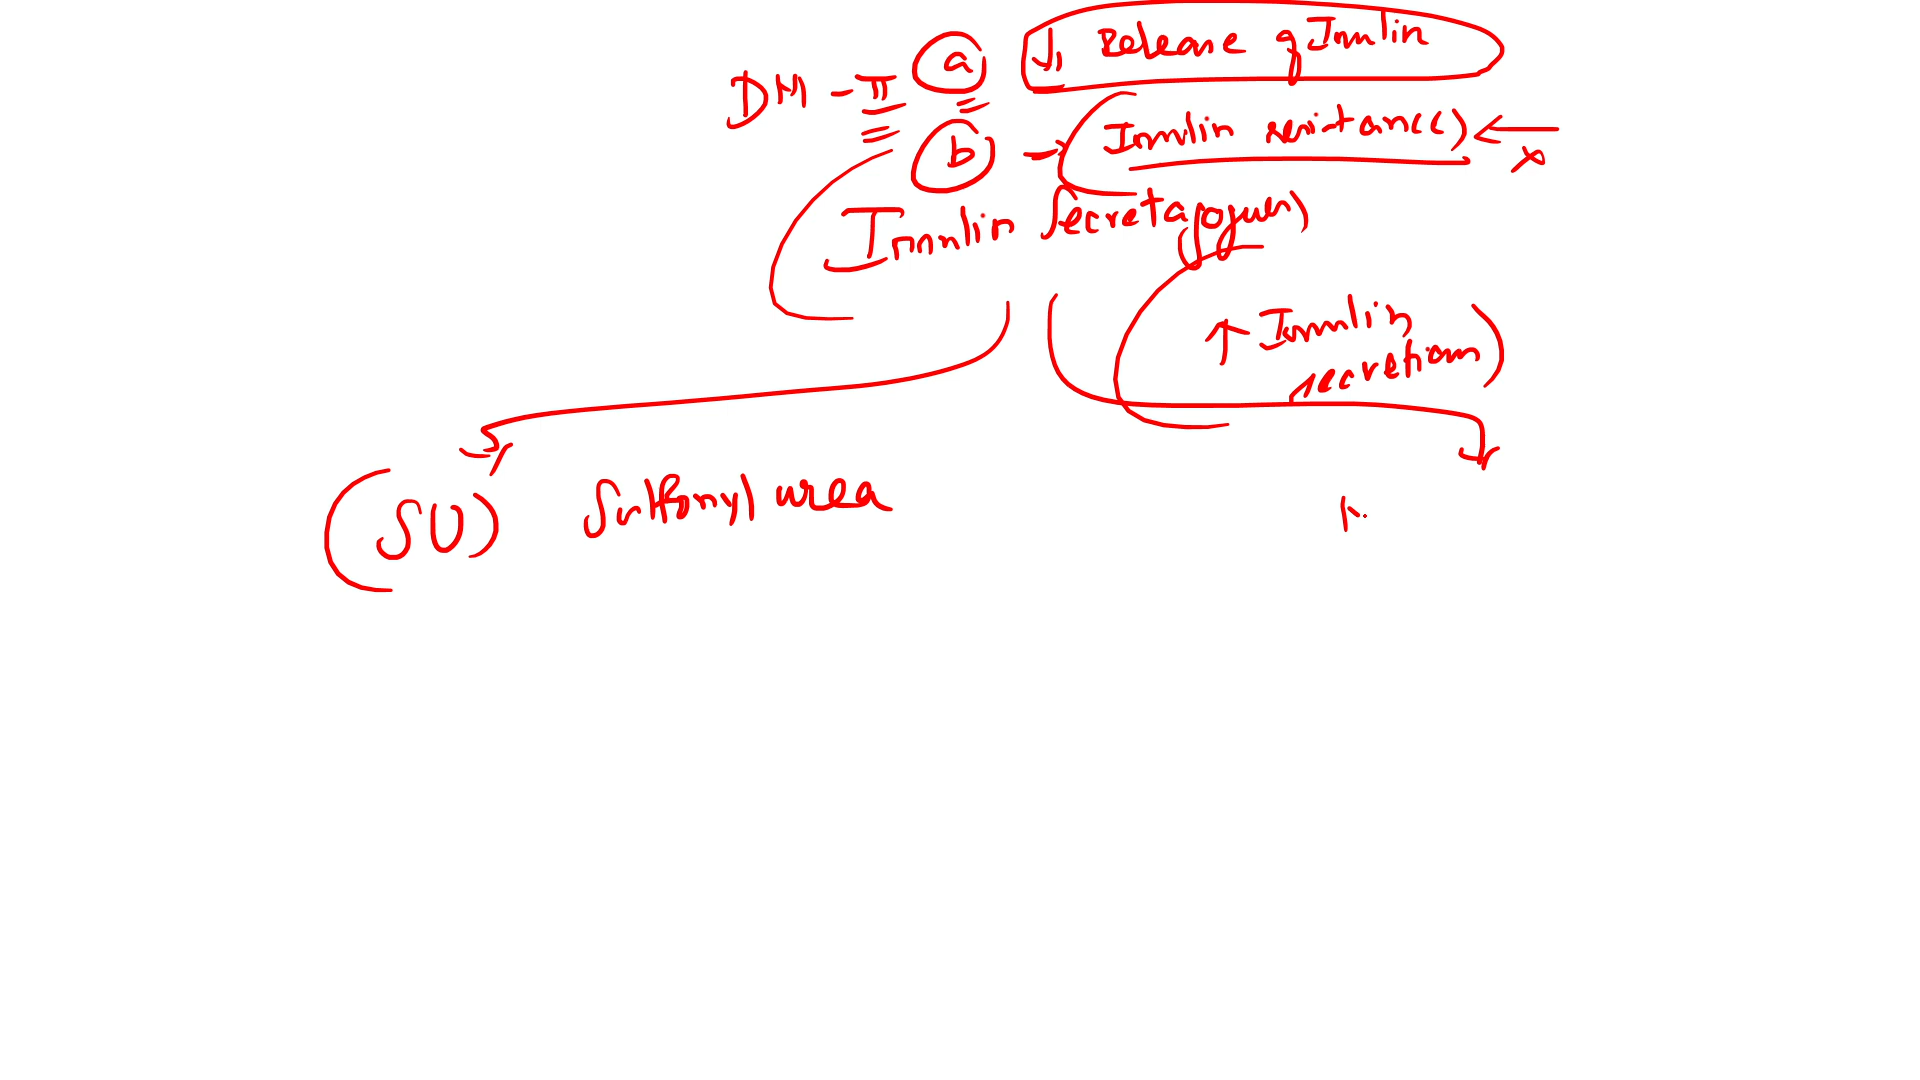 DM - II (a) ↓ Release of Insulin
(b) → (Insulin resistance) ← x
Insulin Secretagogues)
↑ Insulin
secretion)
(SU) Sulfonyl urea